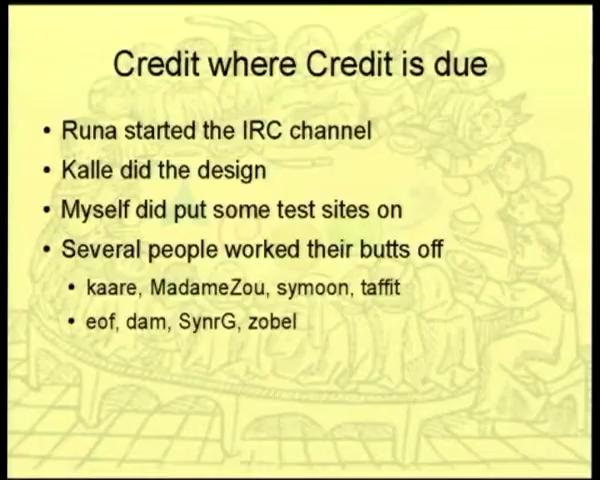 Credit where Credit is due
• Runa started the IRC channel
• Kalle did the design
• Myself did put some test sites on
• Several people worked their butts off
• kaare, MadameZou, symoon, taffit
• eof, dam, SynrG, zobel